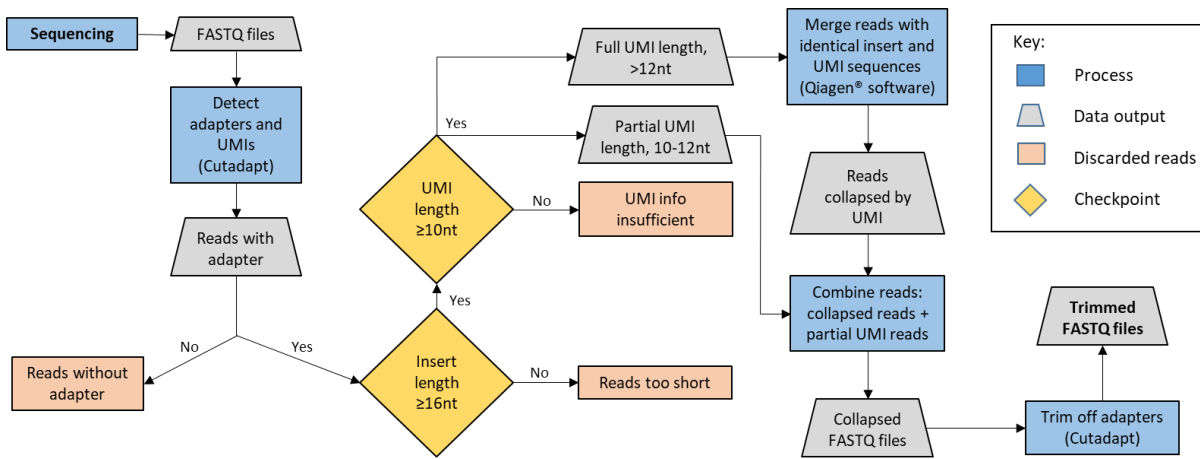 Sequencing
FASTQ files
Detect
adapters and
UMIs
(Cutadapt)
Reads with
adapter
No
Yes
Reads without
adapter
Insert
length
≥16nt
No
Reads too short
Yes
UMI
length
≥10nt
No
UMI info
insufficient
Yes
Full UMI length,
>12nt
Partial UMI
length, 10-12nt
Merge reads with
identical insert and
UMI sequences
(Qiagen® software)
Reads
collapsed by
UMI
Combine reads:
collapsed reads +
partial UMI reads
Collapsed
FASTQ files
Trim off adapters
(Cutadapt)
Trimmed
FASTQ files
Key:
Process
Data output
Discarded reads
Checkpoint